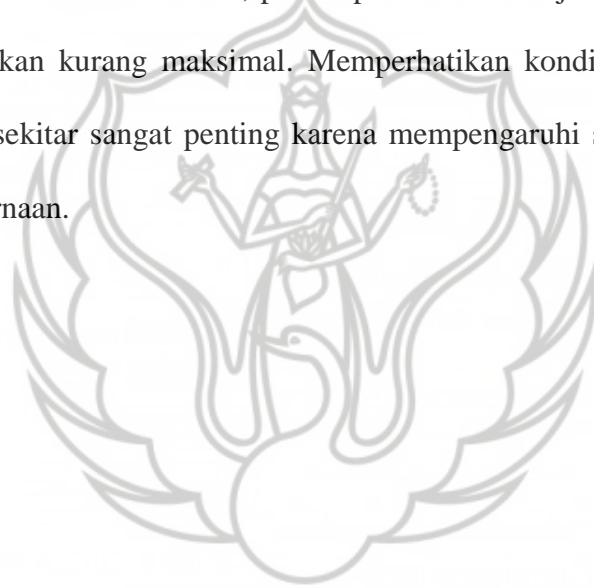 kan kurang maksimal. Memperhatikan kondi
sekitar sangat penting karena mempengaruhi s
rnaan.